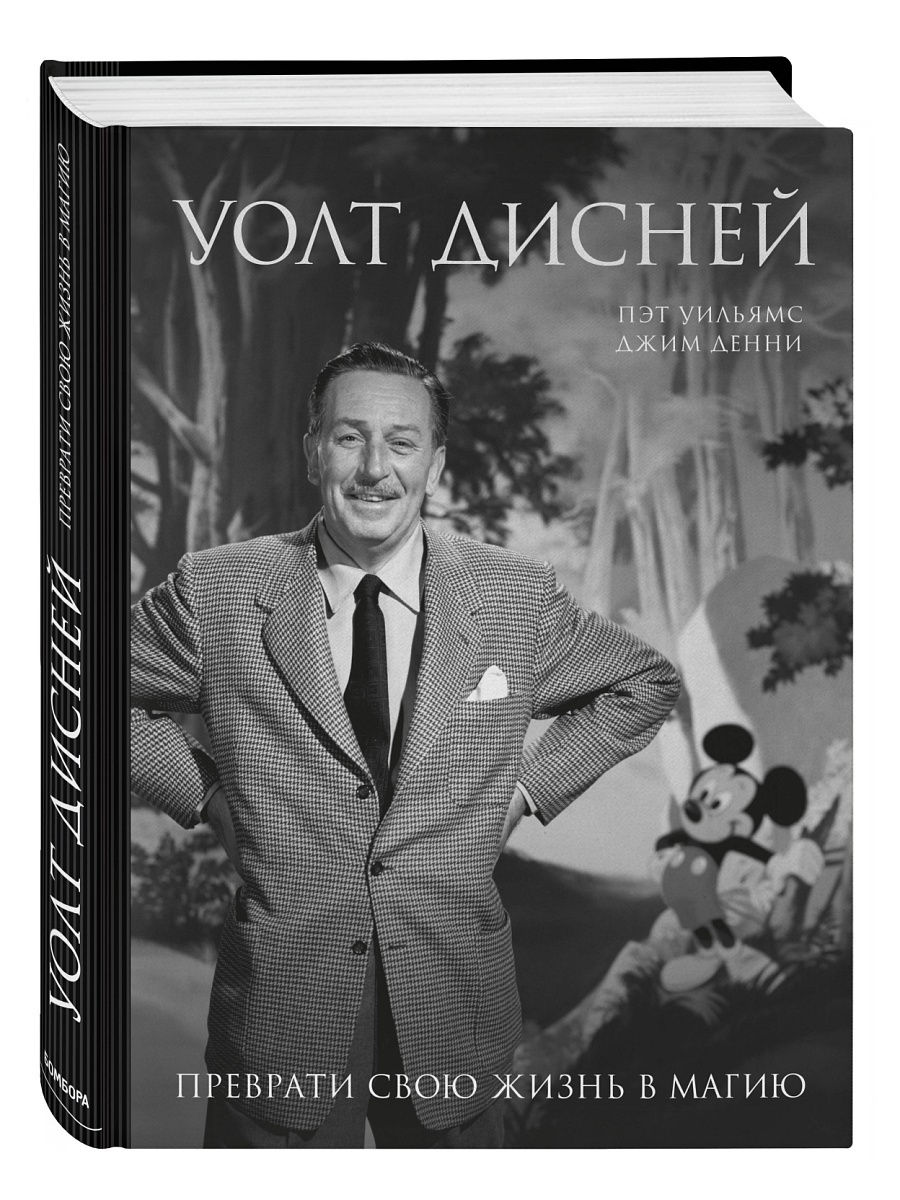 УОЛТ ДИСНЕЙ
ПЭТ УИЛЬЯМС
ДЖИМ ДЕННИ
ПРЕВРАТИ СВОЮ ЖИЗНЬ В МАГИЮ
УОЛТ ДИСНЕЙ
ПРЕВРАТИ СВОЮ ЖИЗНЬ В МАГИЮ
БОМБОРА